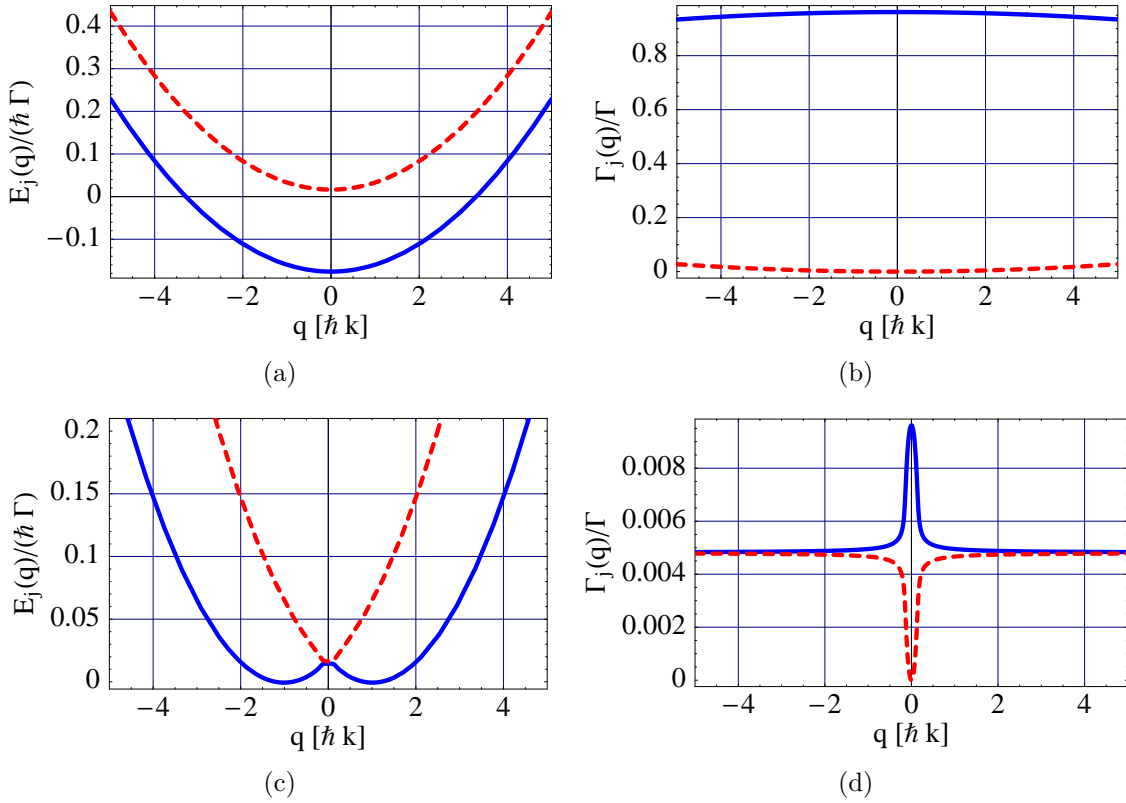 E_j(q)/(ħ Γ)
0.4
0.3
0.2
0.1
0
−0.1
−4 −2 0 2 4
q [ħ k]
(a)
Γ_j(q)/Γ
0.8
0.6
0.4
0.2
0
−4 −2 0 2 4
q [ħ k]
(b)
E_j(q)/(ħ Γ)
0.2
0.15
0.1
0.05
0
−4 −2 0 2 4
q [ħ k]
(c)
Γ_j(q)/Γ
0.008
0.006
0.004
0.002
0
−4 −2 0 2 4
q [ħ k]
(d)